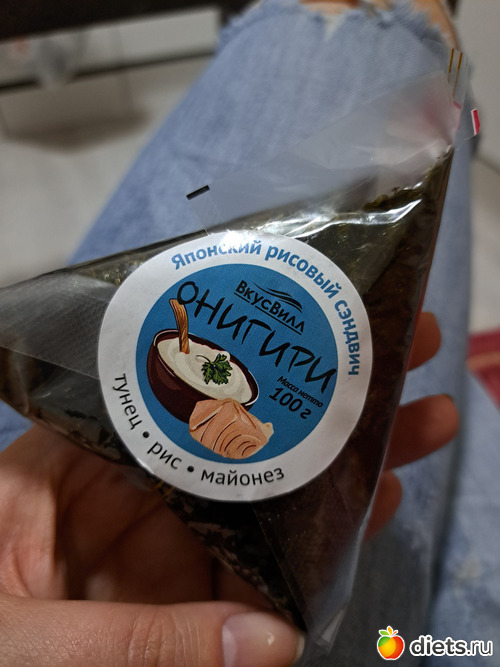 Японский рисовый сэндвич
ВкусВилл
ОНИГИРИ
Масса нетто
100 г
тунец • рис • майонез
diets.ru